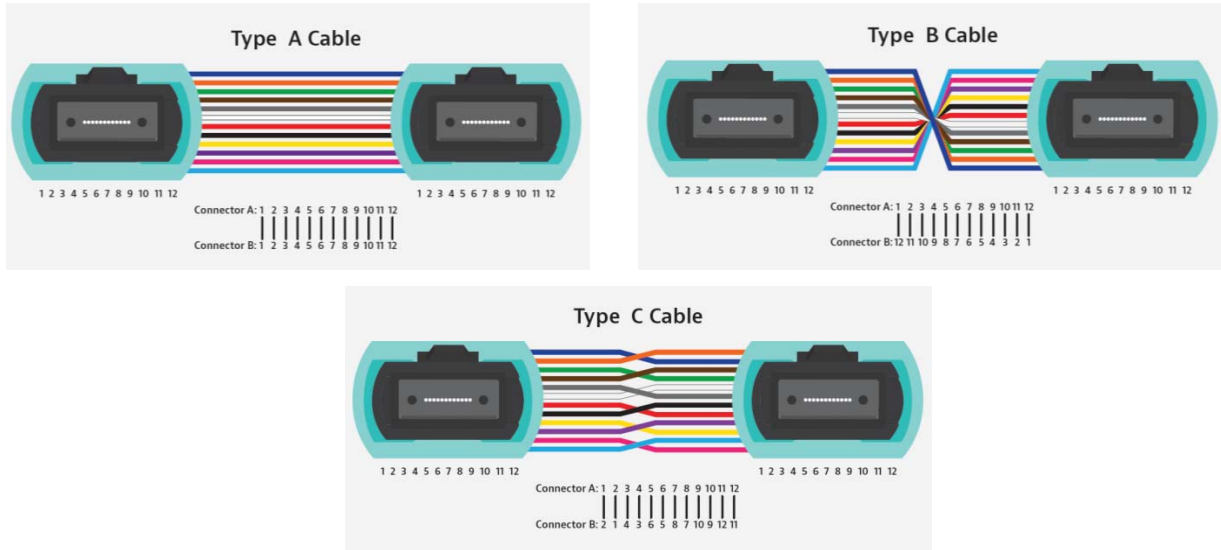 Type A Cable
1 2 3 4 5 6 7 8 9 10 11 12
1 2 3 4 5 6 7 8 9 10 11 12
Connector A: 1 2 3 4 5 6 7 8 9 10 11 12
Connector B: 1 2 3 4 5 6 7 8 9 10 11 12
Type B Cable
1 2 3 4 5 6 7 8 9 10 11 12
1 2 3 4 5 6 7 8 9 10 11 12
Connector A: 1 2 3 4 5 6 7 8 9 10 11 12
Connector B: 12 11 10 9 8 7 6 5 4 3 2 1
Type C Cable
1 2 3 4 5 6 7 8 9 10 11 12
1 2 3 4 5 6 7 8 9 10 11 12
Connector A: 1 2 3 4 5 6 7 8 9 10 11 12
Connector B: 2 1 4 3 6 5 8 7 10 9 12 11